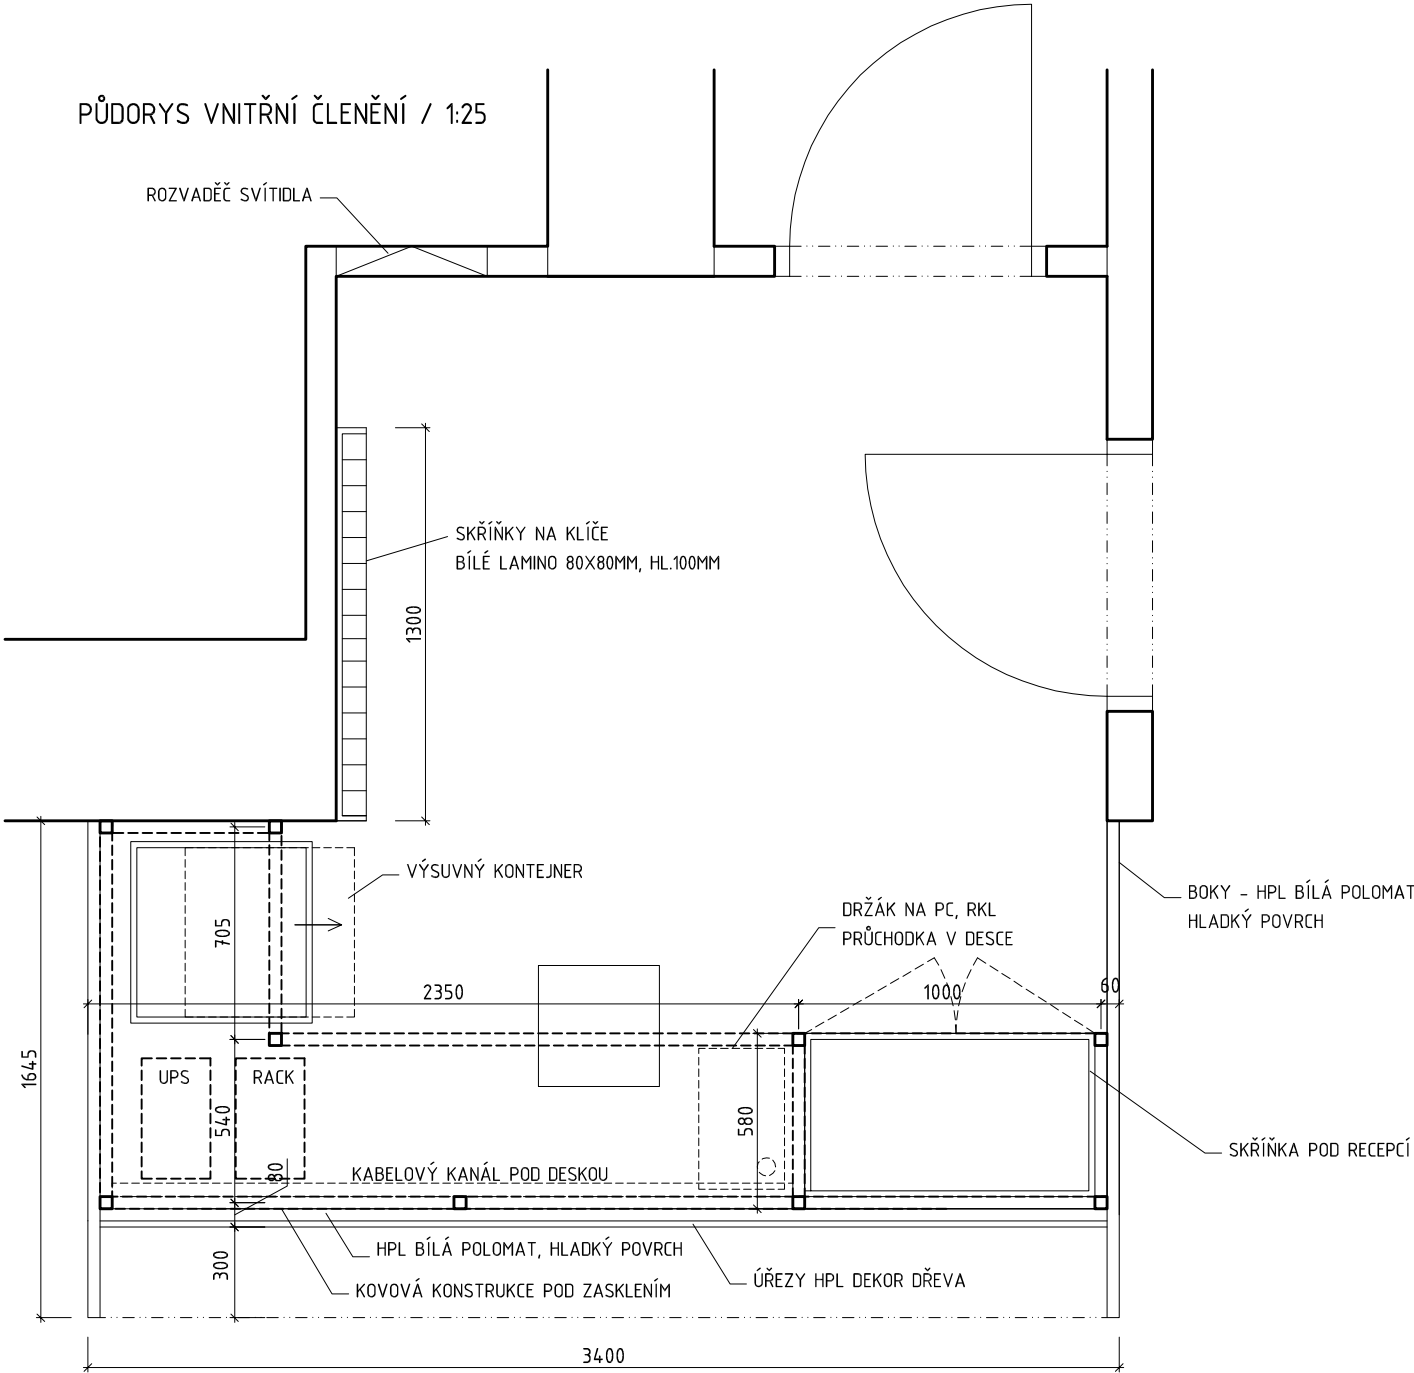 PŮDORYS VNITŘNÍ ČLENĚNÍ / 1:25
ROZVADĚČ SVÍTIDLA
SKŘÍŇKY NA KLÍČE
BÍLÉ LAMINO 80X80MM, HL.100MM
1300
VÝSUVNÝ KONTEJNER
BOKY - HPL BÍLÁ POLOMAT
HLADKÝ POVRCH
DRŽÁK NA PC, RKL
PRŮCHODKA V DESCE
705
2350
1000
60
1645
UPS
RACK
540
580
80
KABELOVÝ KANÁL POD DESKOU
SKŘÍŇKA POD RECEPCÍ
HPL BÍLÁ POLOMAT, HLADKÝ POVRCH
300
ÚŘEZY HPL DEKOR DŘEVA
KOVOVÁ KONSTRUKCE POD ZASKLENÍM
3400